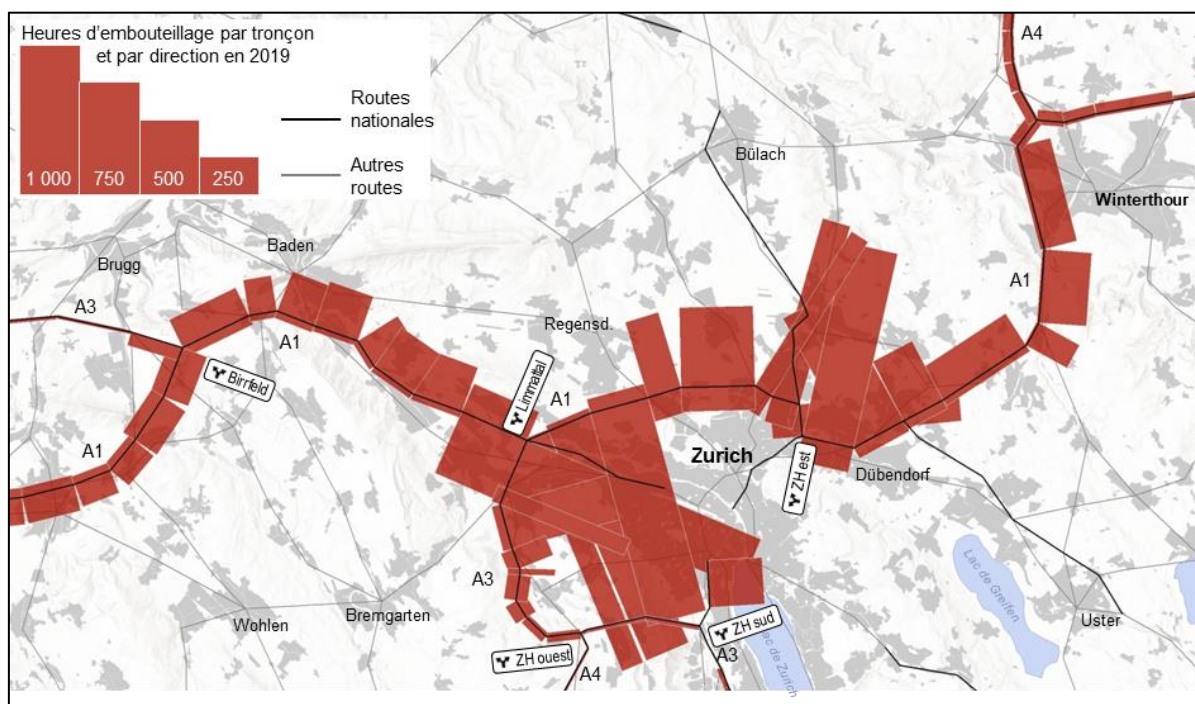 Heures d’embouteillage par tronçon
et par direction en 2019
1 000 750 500 250
Routes
nationales
Autres
routes
A4
Bülach
Winterthour
Baden
Brugg
A3
A1
Regensd.
A1
Birrfeld
Limmattal
A1
A1
Zurich
ZH est
Dübendorf
A3
Wohlen
Bremgarten
ZH ouest
A4
ZH sud
A3
Lac de Zurich
Lac de Greifen
Uster